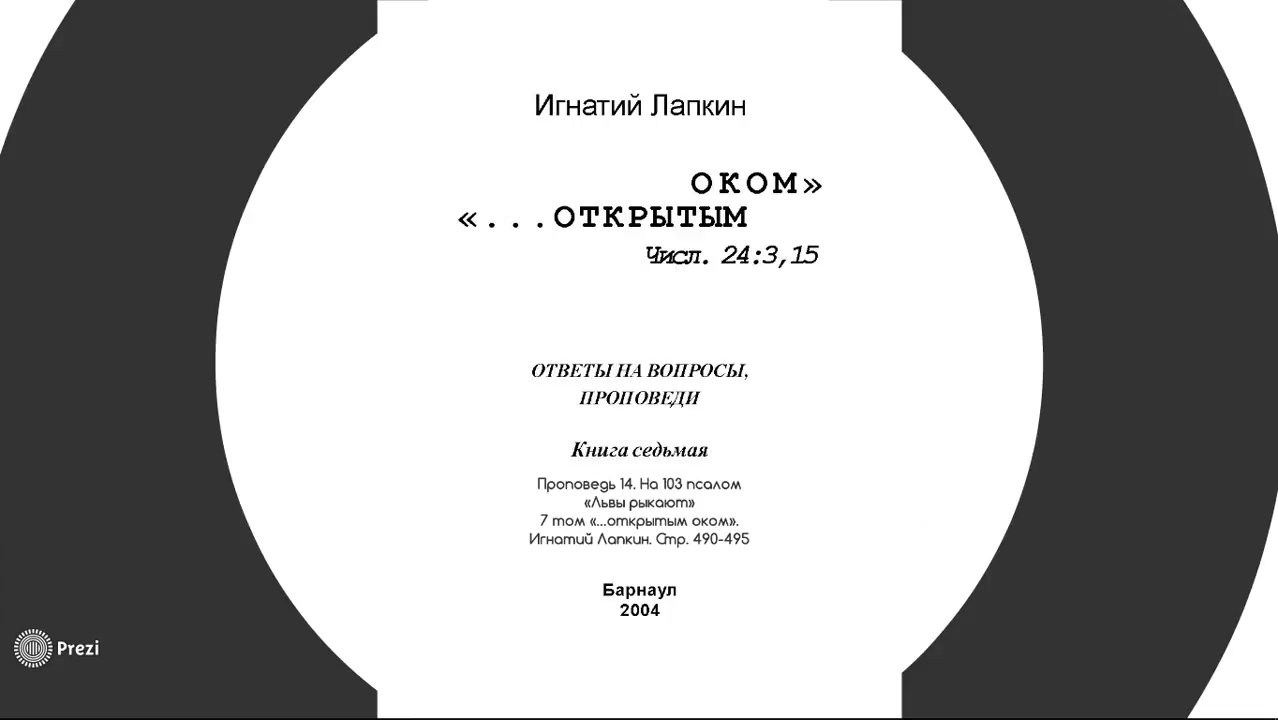 Игнатий Лапкин
ОКОМ»
«...ОТКРЫТЫМ
Числ. 24:3,15
ОТВЕТЫ НА ВОПРОСЫ,
ПРОПОВЕДИ
Книга седьмая
Проповедь 14. На 103 псалом
«Львы рыкают»
7 том «...открытым оком».
Игнатий Лапкин. Стр. 490-495
Барнаул
2004
Prezi